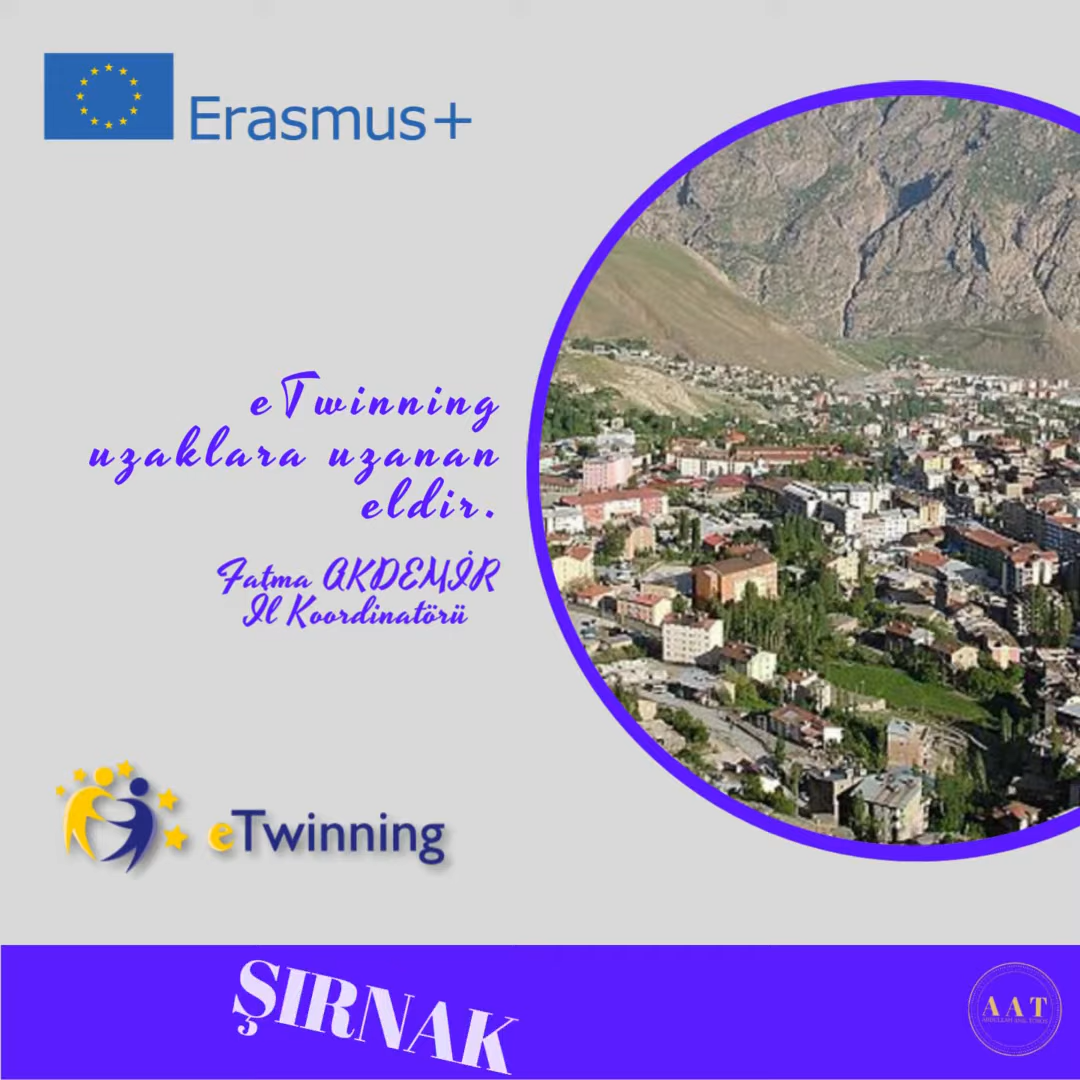 Erasmus+
eTwinning
uzaklara uzanan
eldir.
Fatma AKDEMİR
İl Koordinatörü
eTwinning
ŞIRNAK
AAT